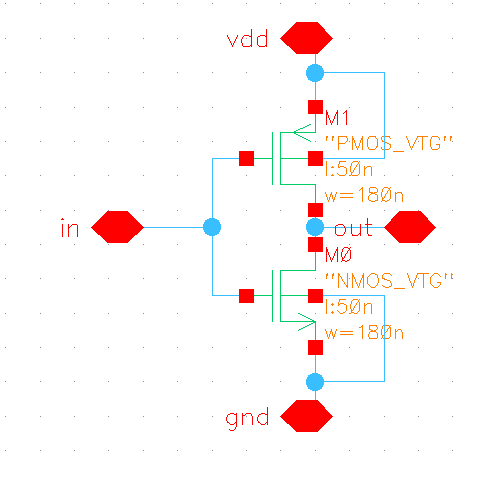 vdd
M1
"PMOS_VTG"
l:50n
w=180n
in
out
M0
"NMOS_VTG"
l:50n
w=180n
gnd